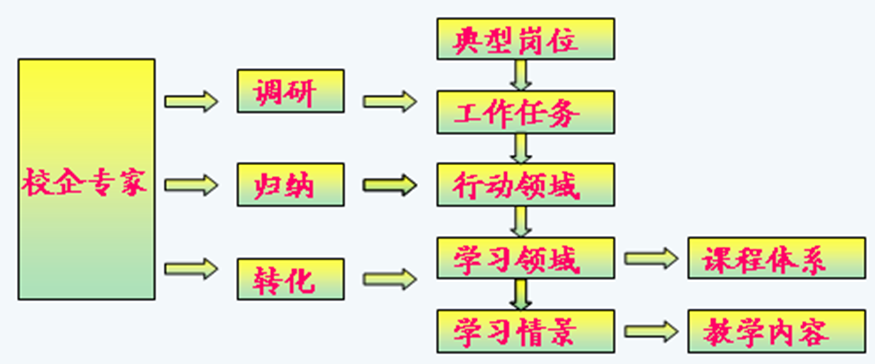 典型岗位
调研
工作任务
校企专家
归纳
行动领域
转化
学习领域
课程体系
学习情景
教学内容